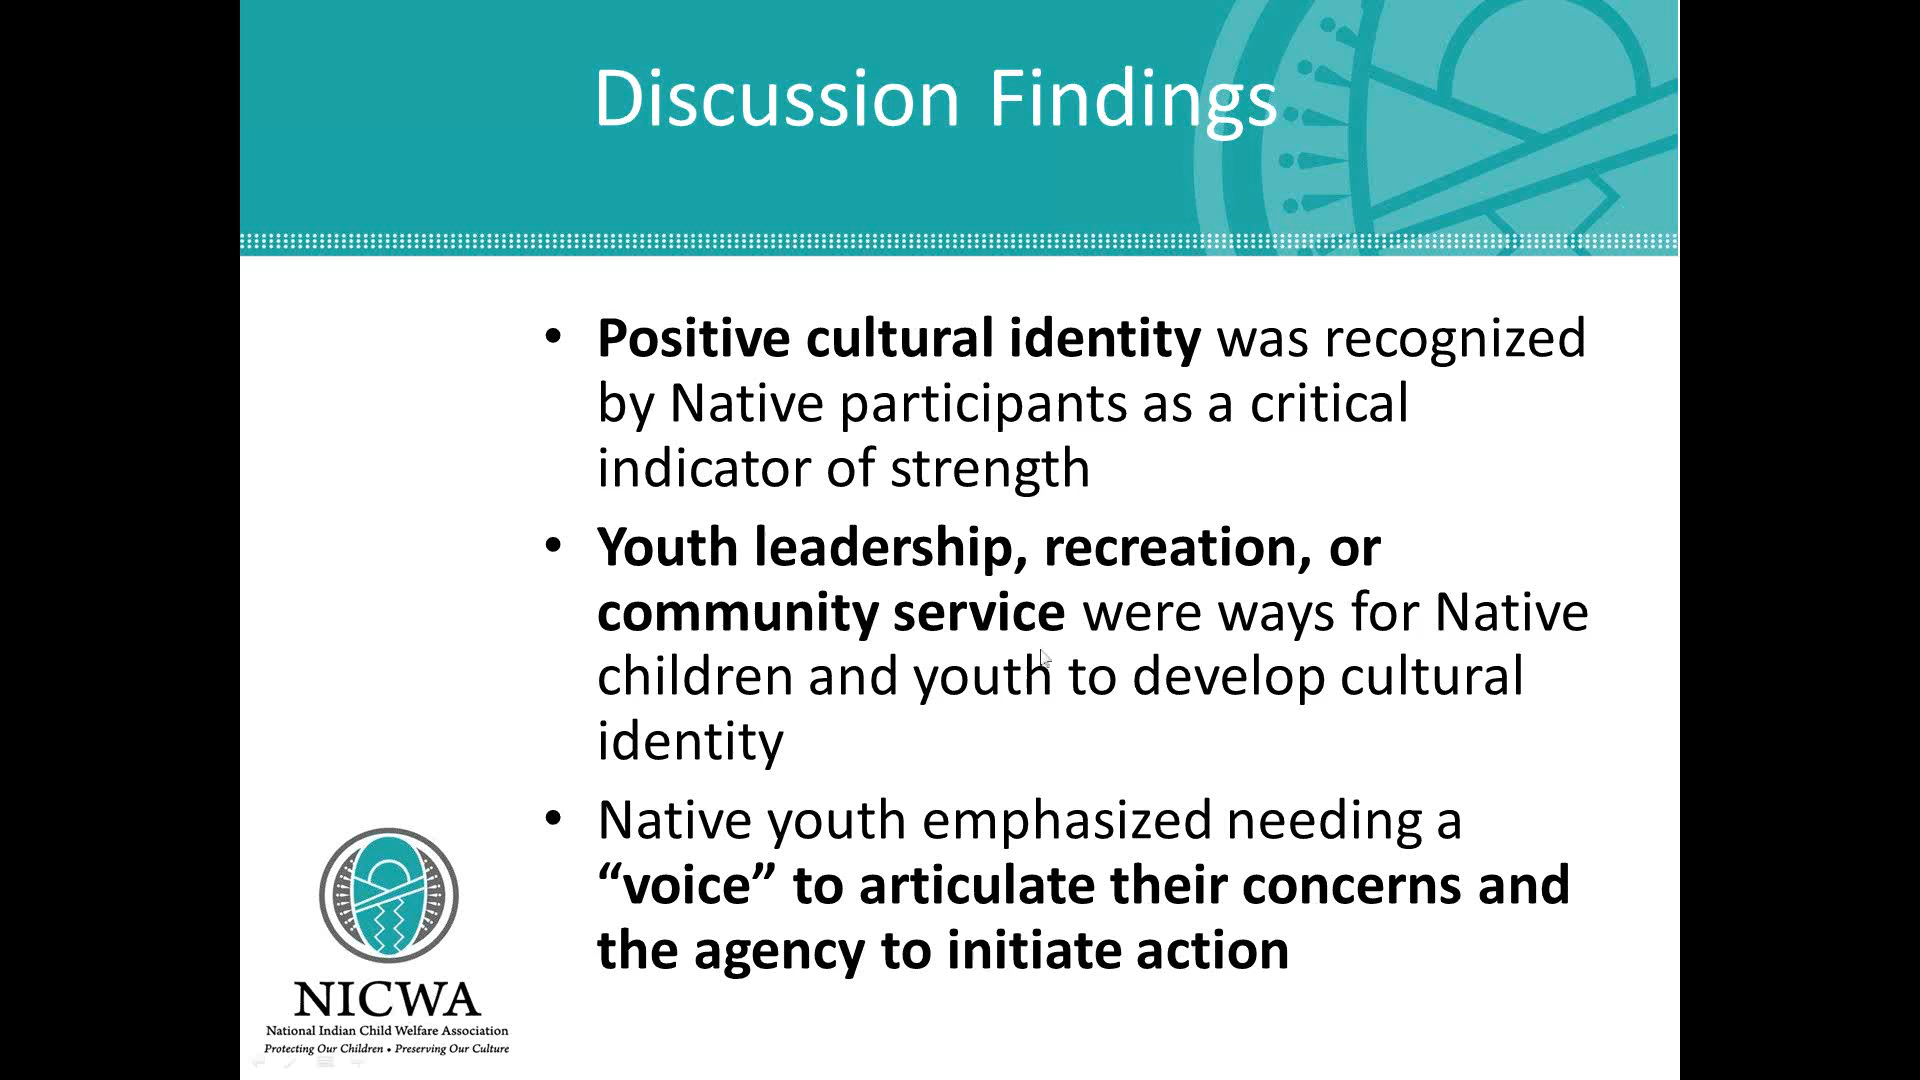 Discussion Findings
• Positive cultural identity was recognized
by Native participants as a critical
indicator of strength
• Youth leadership, recreation, or
community service were ways for Native
children and youth to develop cultural
identity
• Native youth emphasized needing a
“voice” to articulate their concerns and
the agency to initiate action
NICWA
National Indian Child Welfare Association
Protecting Our Children • Preserving Our Culture